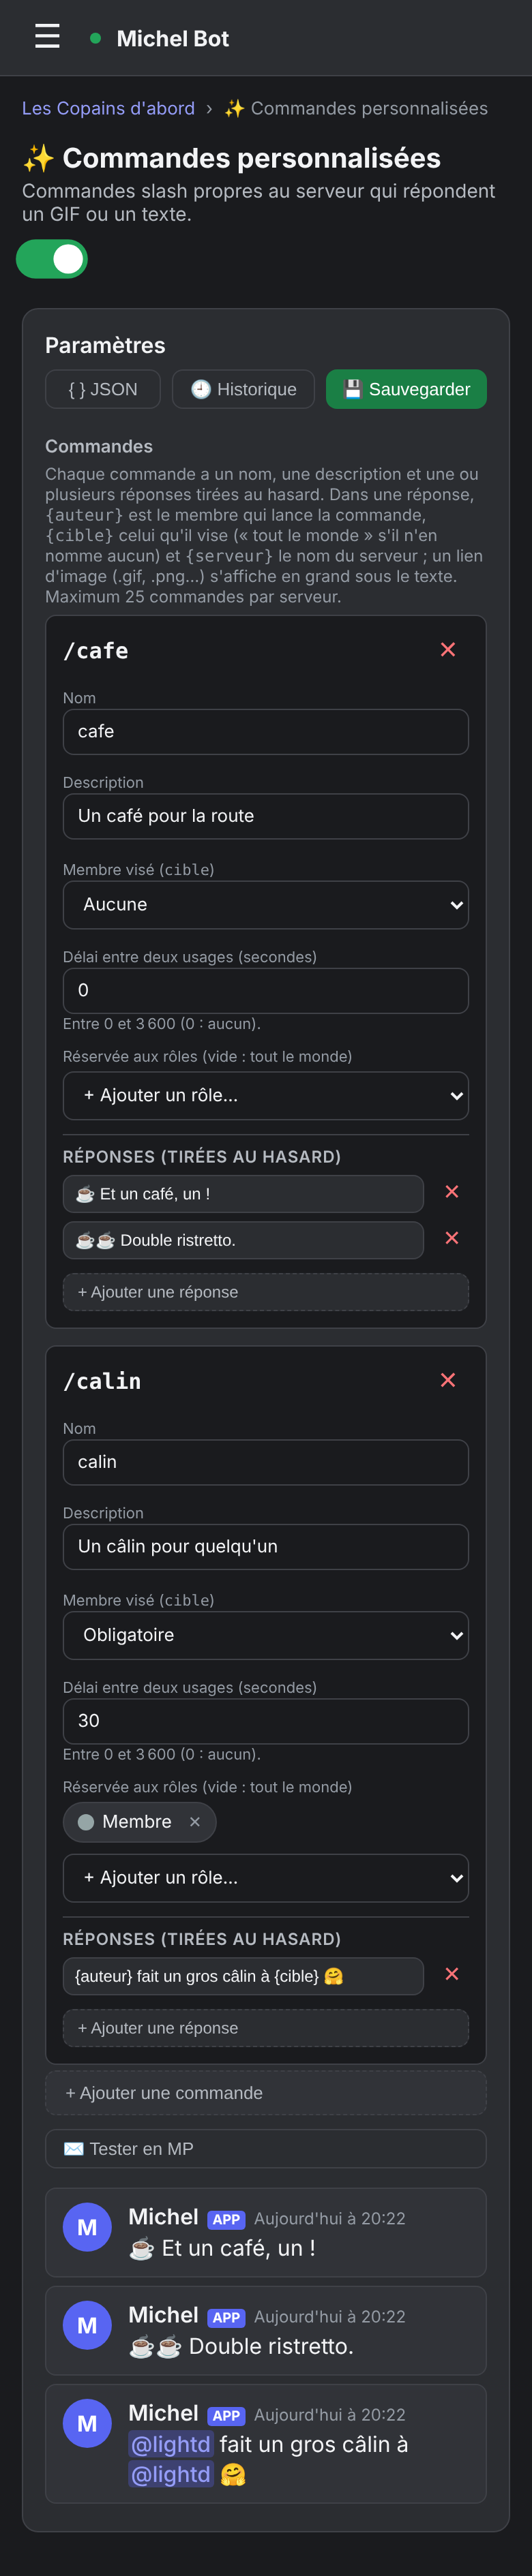 ☰ Michel Bot
Les Copains d'abord › ✨ Commandes personnalisées
✨ Commandes personnalisées
Commandes slash propres au serveur qui répondent
un GIF ou un texte.
Paramètres
{ } JSON 🕘 Historique 💾 Sauvegarder
Commandes
Chaque commande a un nom, une description et une ou
plusieurs réponses tirées au hasard. Dans une réponse,
{auteur} est le membre qui lance la commande,
{cible} celui qu'il vise (« tout le monde » s'il n'en
nomme aucun) et {serveur} le nom du serveur ; un lien
d'image (.gif, .png…) s'affiche en grand sous le texte.
Maximum 25 commandes par serveur.
/cafe ✕
Nom
cafe
Description
Un café pour la route
Membre visé (cible)
Aucune
Délai entre deux usages (secondes)
0
Entre 0 et 3 600 (0 : aucun).
Réservée aux rôles (vide : tout le monde)
+ Ajouter un rôle…
RÉPONSES (TIRÉES AU HASARD)
☕ Et un café, un ! ✕
☕☕ Double ristretto. ✕
+ Ajouter une réponse
/calin ✕
Nom
calin
Description
Un câlin pour quelqu'un
Membre visé (cible)
Obligatoire
Délai entre deux usages (secondes)
30
Entre 0 et 3 600 (0 : aucun).
Réservée aux rôles (vide : tout le monde)
Membre ✕
+ Ajouter un rôle…
RÉPONSES (TIRÉES AU HASARD)
{auteur} fait un gros câlin à {cible} 🤗 ✕
+ Ajouter une réponse
+ Ajouter une commande
✉️ Tester en MP
M Michel APP Aujourd'hui à 20:22
☕ Et un café, un !
M Michel APP Aujourd'hui à 20:22
☕☕ Double ristretto.
M Michel APP Aujourd'hui à 20:22
@lightd fait un gros câlin à
@lightd 🤗